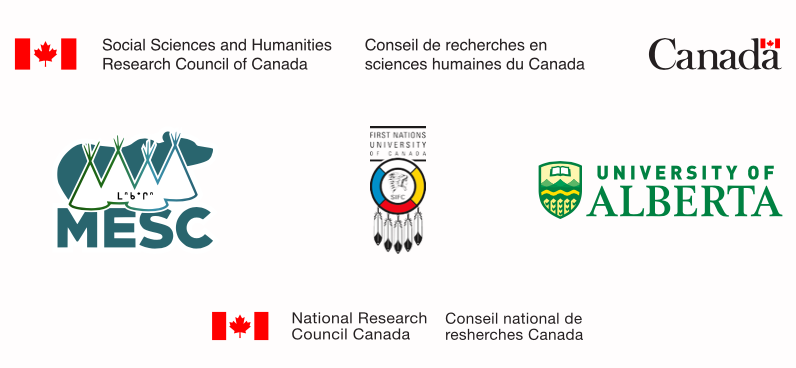 Social Sciences and Humanities
Research Council of Canada
Conseil de recherches en
sciences humaines du Canada
Canada
MESC
FIRST NATIONS
UNIVERSITY
OF CANADA
SIFC
UNIVERSITY OF
ALBERTA
National Research
Council Canada
Conseil national de
resherches Canada